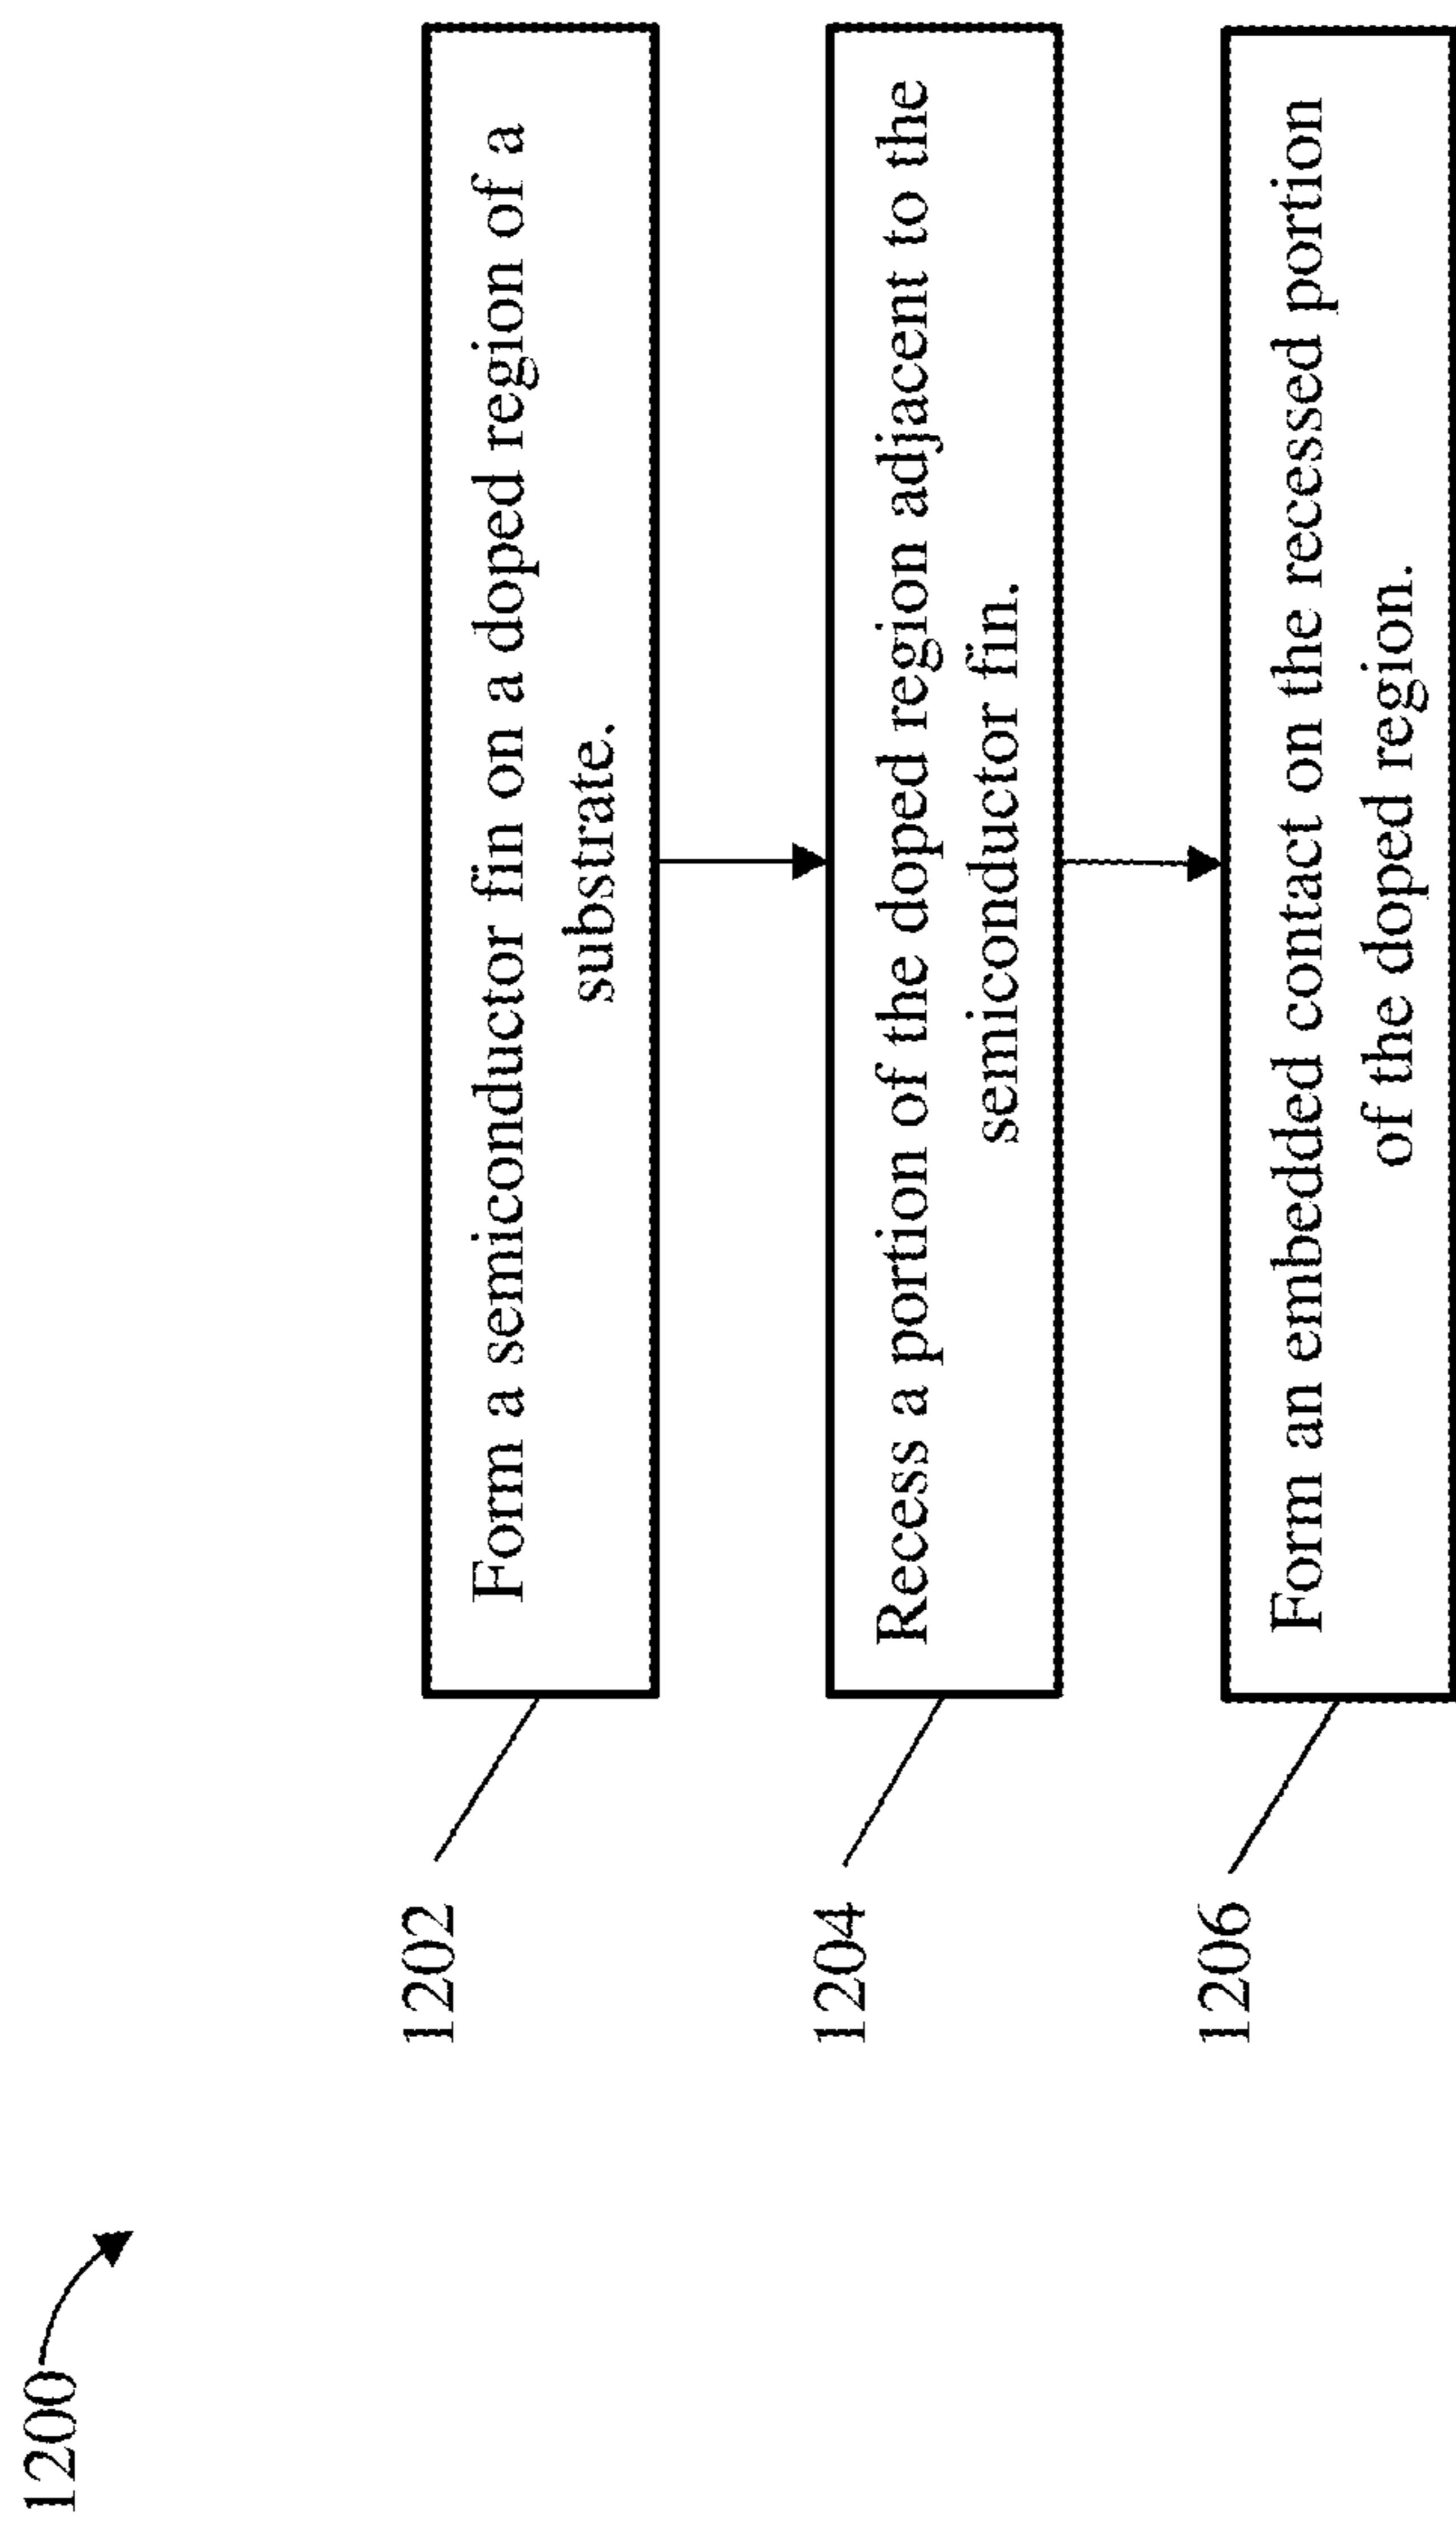 1200
1202
Form a semiconductor fin on a doped region of a
substrate.
1204
Recess a portion of the doped region adjacent to the
semiconductor fin.
1206
Form an embedded contact on the recessed portion
of the doped region.